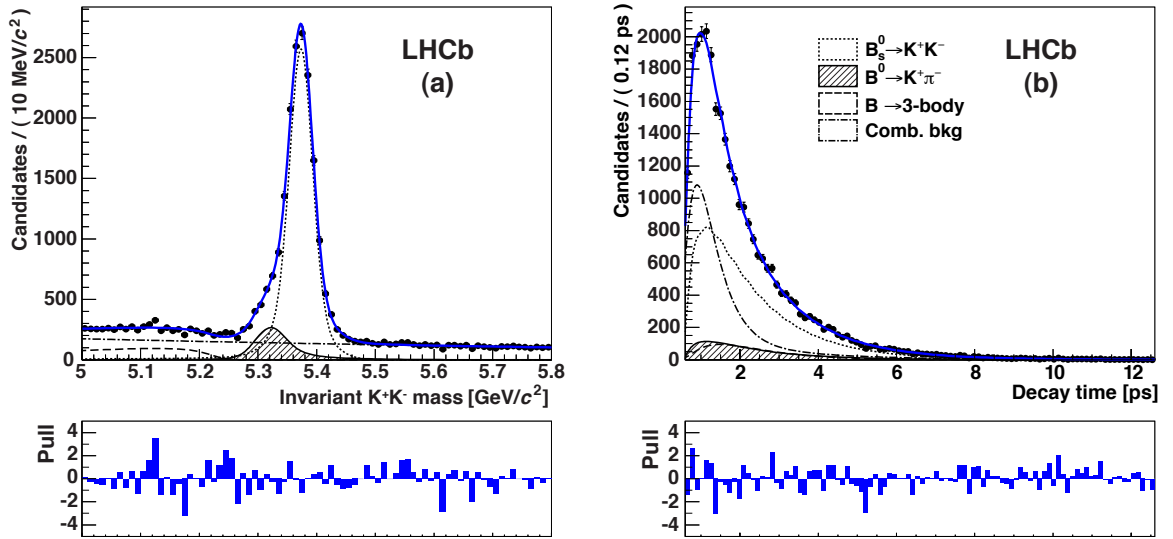 Candidates / ( 10 MeV/c²)
2500
2000
1500
1000
500
0
LHCb
(a)
5 5.1 5.2 5.3 5.4 5.5 5.6 5.7 5.8
Invariant K⁺K⁻ mass [GeV/c²]
Pull
4
2
0
-2
-4
Candidates / ( 0.12 ps)
2000
1800
1600
1400
1200
1000
800
600
400
200
0
B⁰ₛ→K⁺K⁻
B⁰→K⁺π⁻
B →3-body
Comb. bkg
LHCb
(b)
2 4 6 8 10 12
Decay time [ps]
Pull
4
2
0
-2
-4